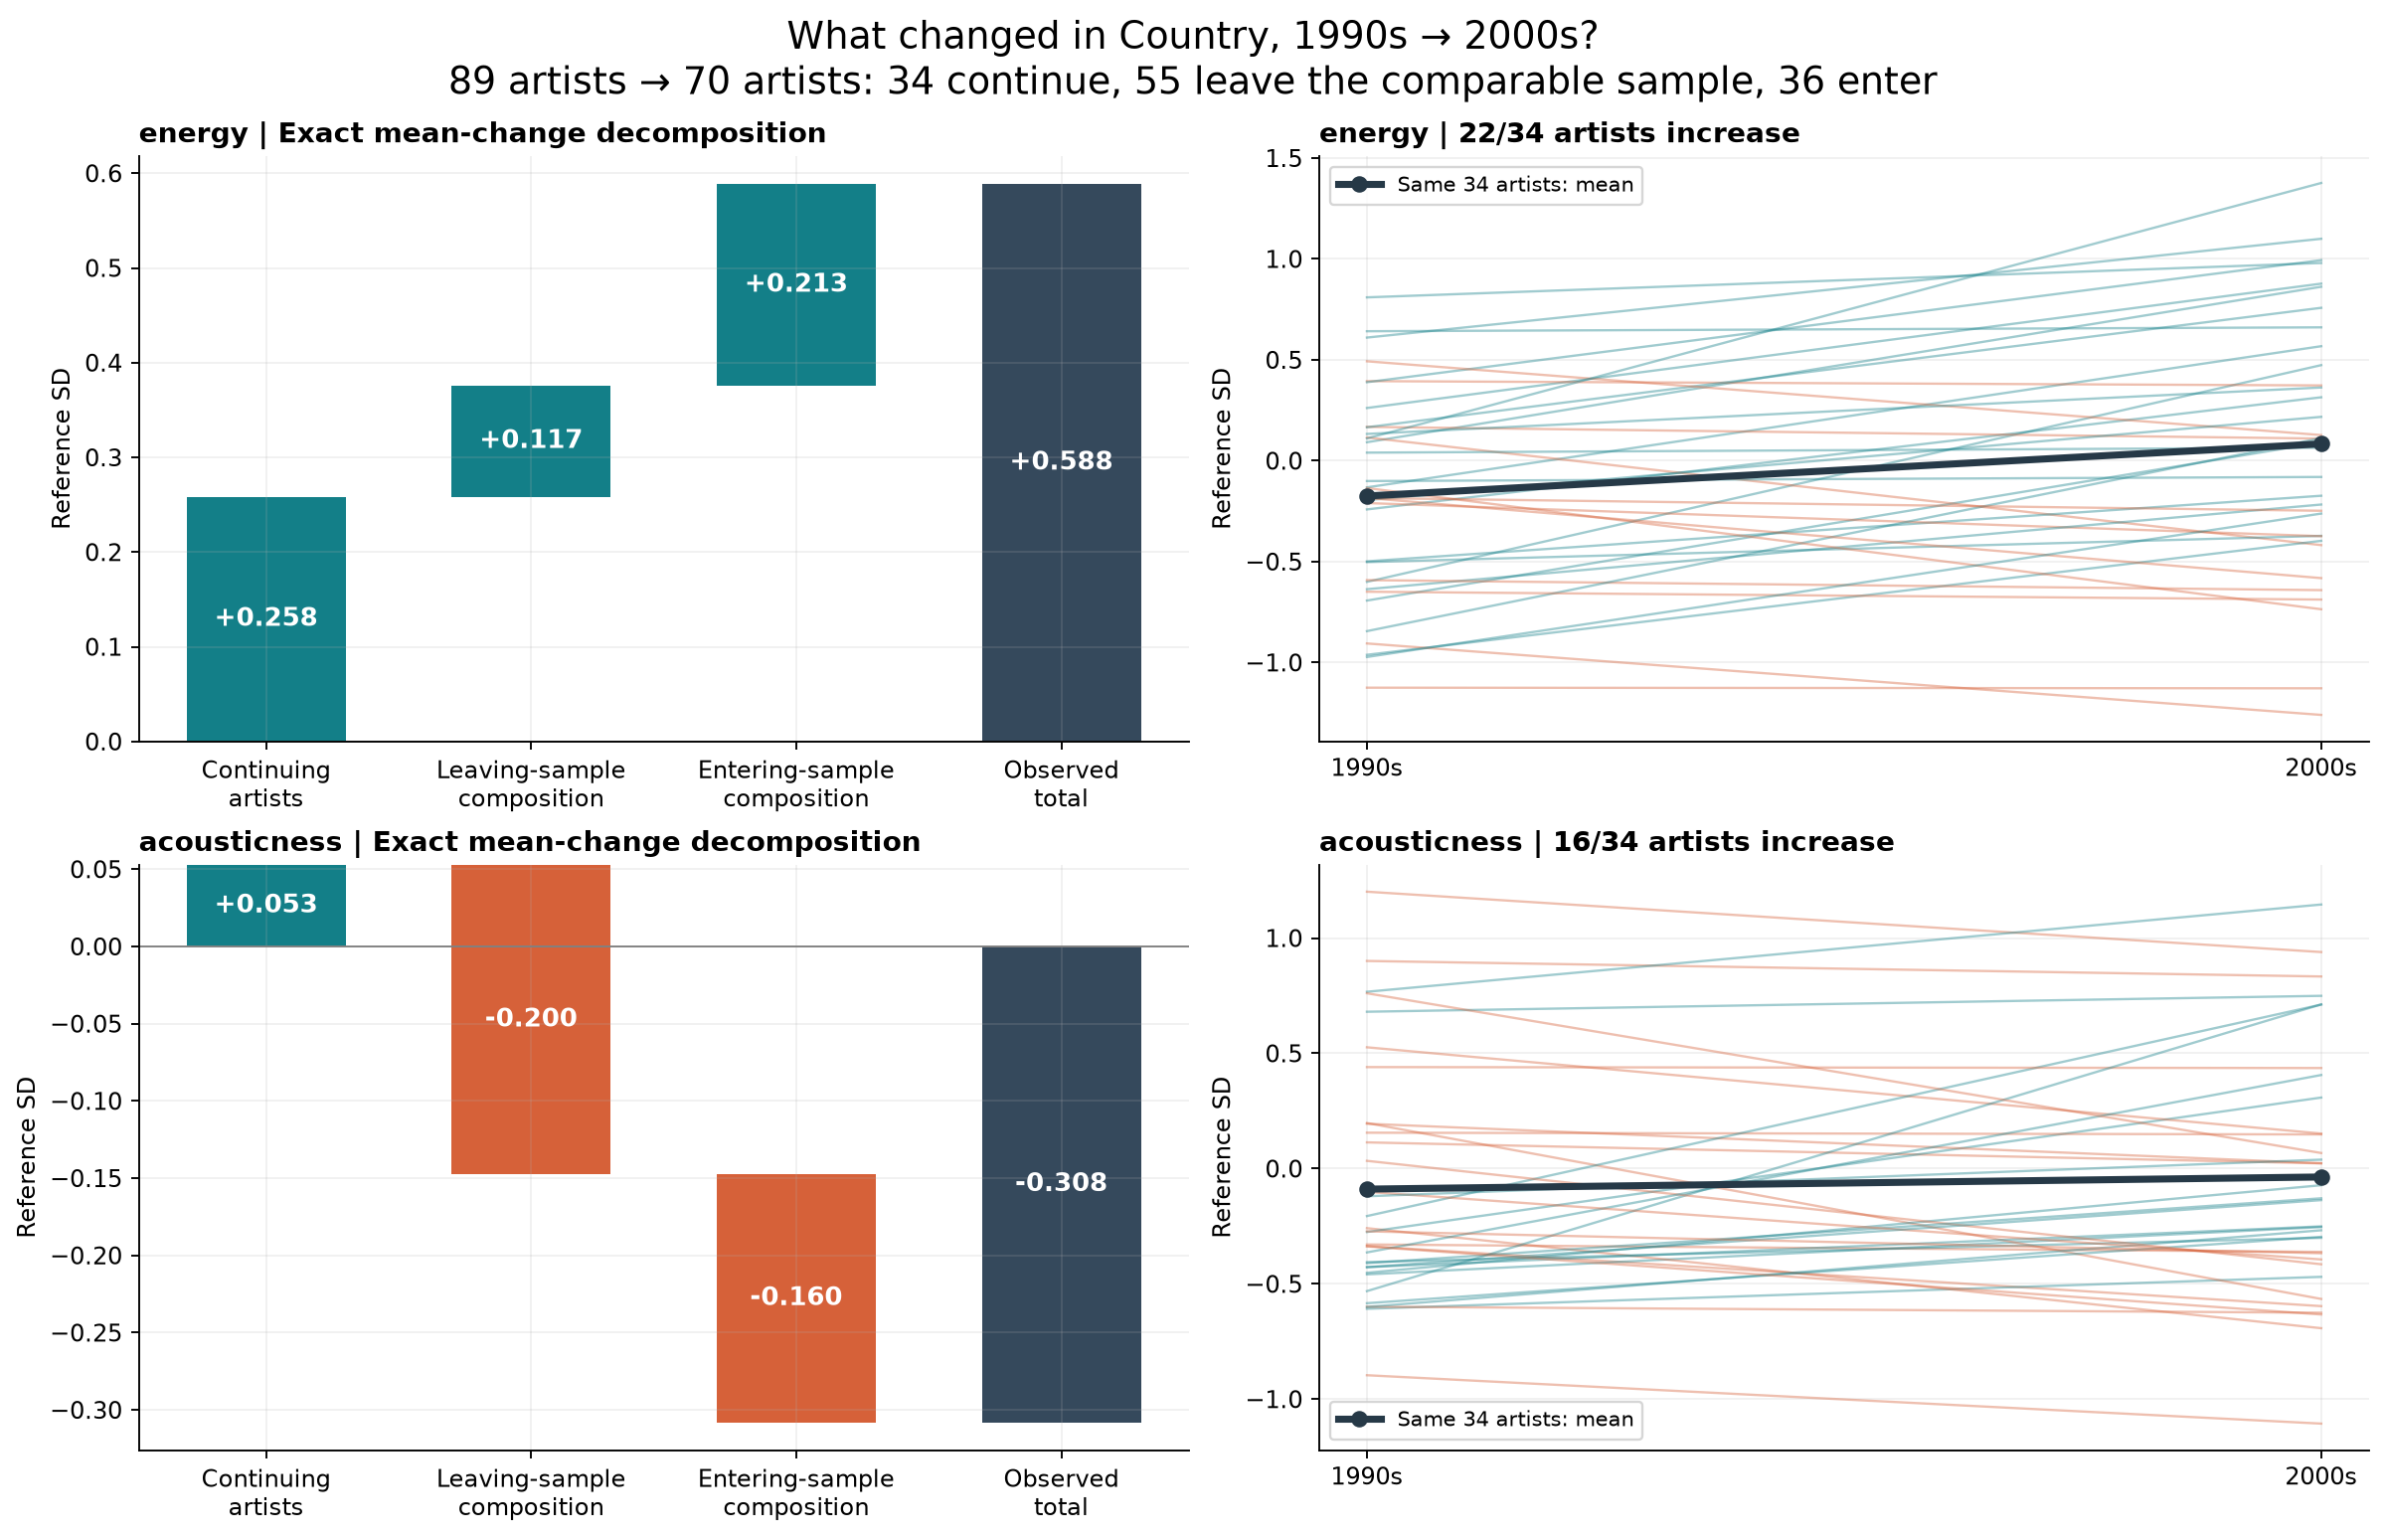 What changed in Country, 1990s → 2000s?
89 artists → 70 artists: 34 continue, 55 leave the comparable sample, 36 enter
energy | Exact mean-change decomposition
Reference SD
0.6
0.5
0.4
0.3
0.2
0.1
0.0
+0.258
+0.117
+0.213
+0.588
Continuing
artists
Leaving-sample
composition
Entering-sample
composition
Observed
total
energy | 22/34 artists increase
Same 34 artists: mean
Reference SD
1.5
1.0
0.5
0.0
−0.5
−1.0
1990s
2000s
acousticness | Exact mean-change decomposition
Reference SD
0.05
0.00
−0.05
−0.10
−0.15
−0.20
−0.25
−0.30
+0.053
-0.200
-0.160
-0.308
Continuing
artists
Leaving-sample
composition
Entering-sample
composition
Observed
total
acousticness | 16/34 artists increase
Reference SD
1.0
0.5
0.0
−0.5
−1.0
Same 34 artists: mean
1990s
2000s